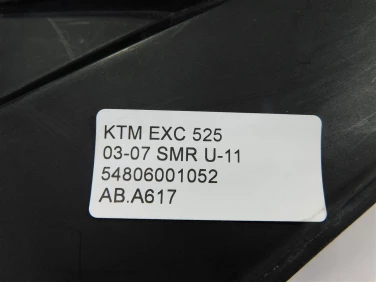 KTM EXC 525
03-07 SMR U-11
54806001052
AB.A617